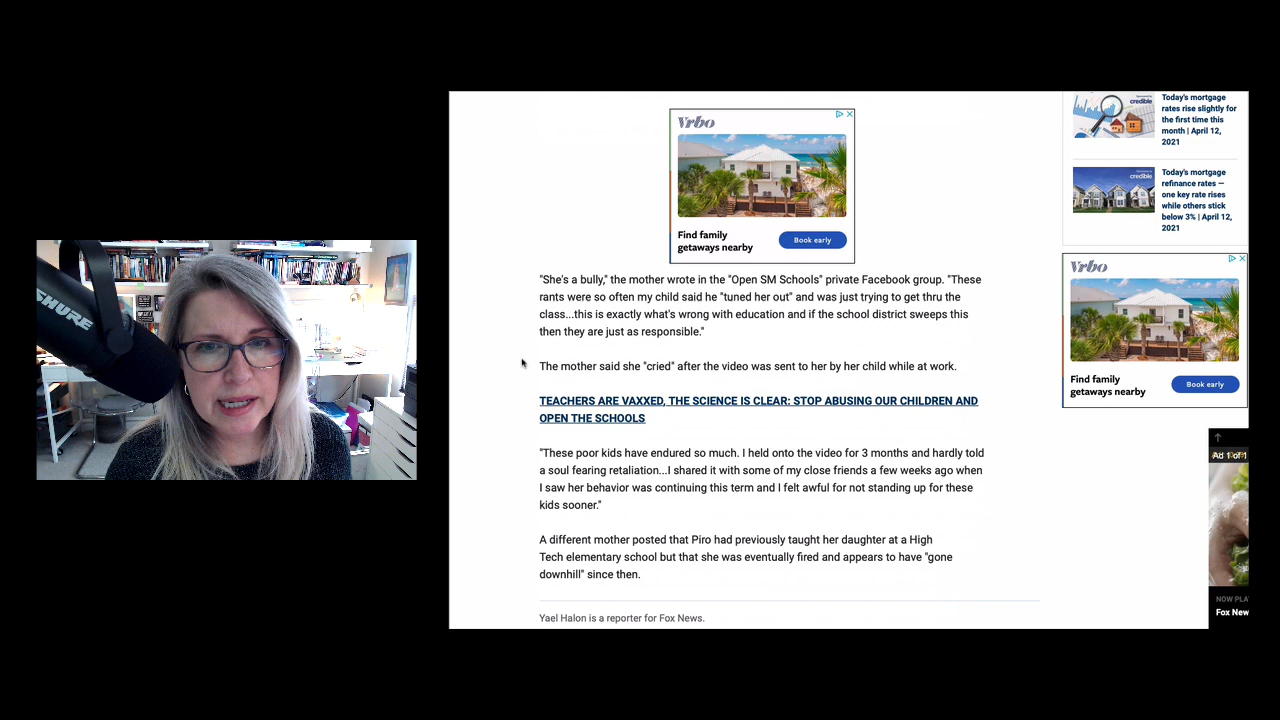 SHURE
Vrbo
Find family
getaways nearby
Book early
"She's a bully," the mother wrote in the "Open SM Schools" private Facebook group. "These
rants were so often my child said he "tuned her out" and was just trying to get thru the
class...this is exactly what's wrong with education and if the school district sweeps this
then they are just as responsible."
The mother said she "cried" after the video was sent to her by her child while at work.
TEACHERS ARE VAXXED, THE SCIENCE IS CLEAR: STOP ABUSING OUR CHILDREN AND
OPEN THE SCHOOLS
"These poor kids have endured so much. I held onto the video for 3 months and hardly told
a soul fearing retaliation...I shared it with some of my close friends a few weeks ago when
I saw her behavior was continuing this term and I felt awful for not standing up for these
kids sooner."
A different mother posted that Piro had previously taught her daughter at a High
Tech elementary school but that she was eventually fired and appears to have "gone
downhill" since then.
Yael Halon is a reporter for Fox News.
credible
Today's mortgage
rates rise slightly for
the first time this
month | April 12,
2021
credible
Today's mortgage
refinance rates —
one key rate rises
while others stick
below 3% | April 12,
2021
Vrbo
Find family
getaways nearby
Book early
Ad 1 of 1
NOW PLA
Fox New